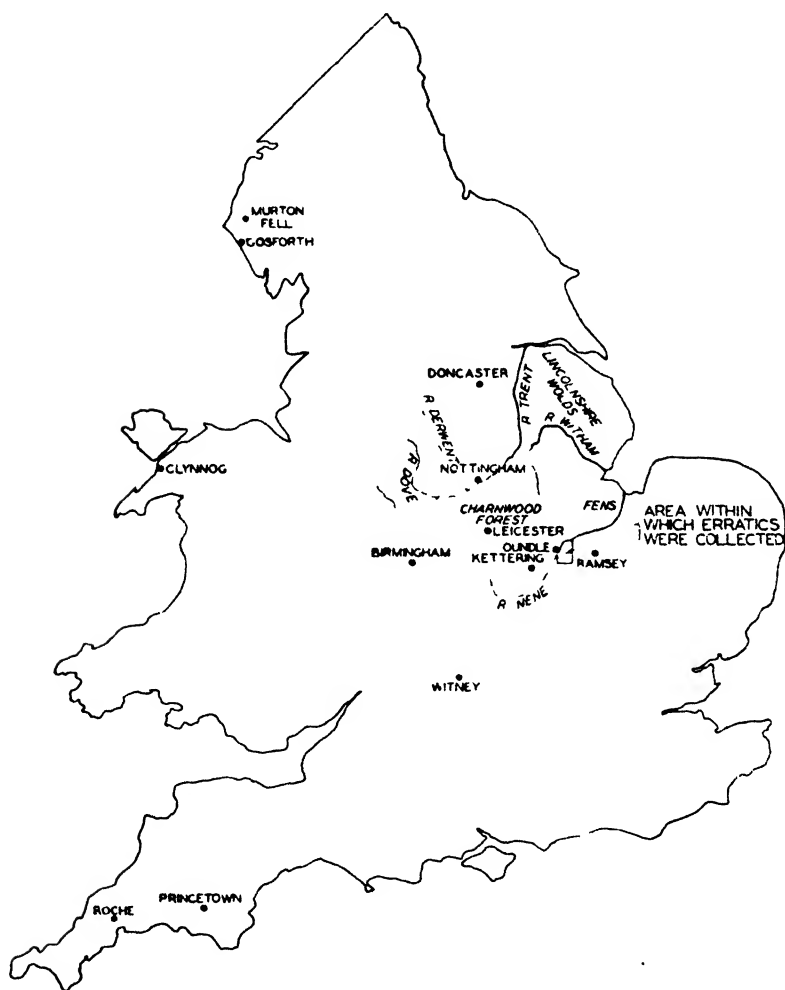 MURTON
FELL
GOSFORTH
DONCASTER
R TRENT
LINCOLNSHIRE
WOLDS
R WITHAM
R DERWENT
R DOVE
CLYNNOG
NOTTINGHAM
CHARNWOOD
FOREST
LEICESTER
FENS
AREA WITHIN
WHICH ERRATICS
WERE COLLECTED
BIRMINGHAM
OUNDLE
KETTERING
RAMSEY
R NENE
WITNEY
PRINCETOWN
ROCHE